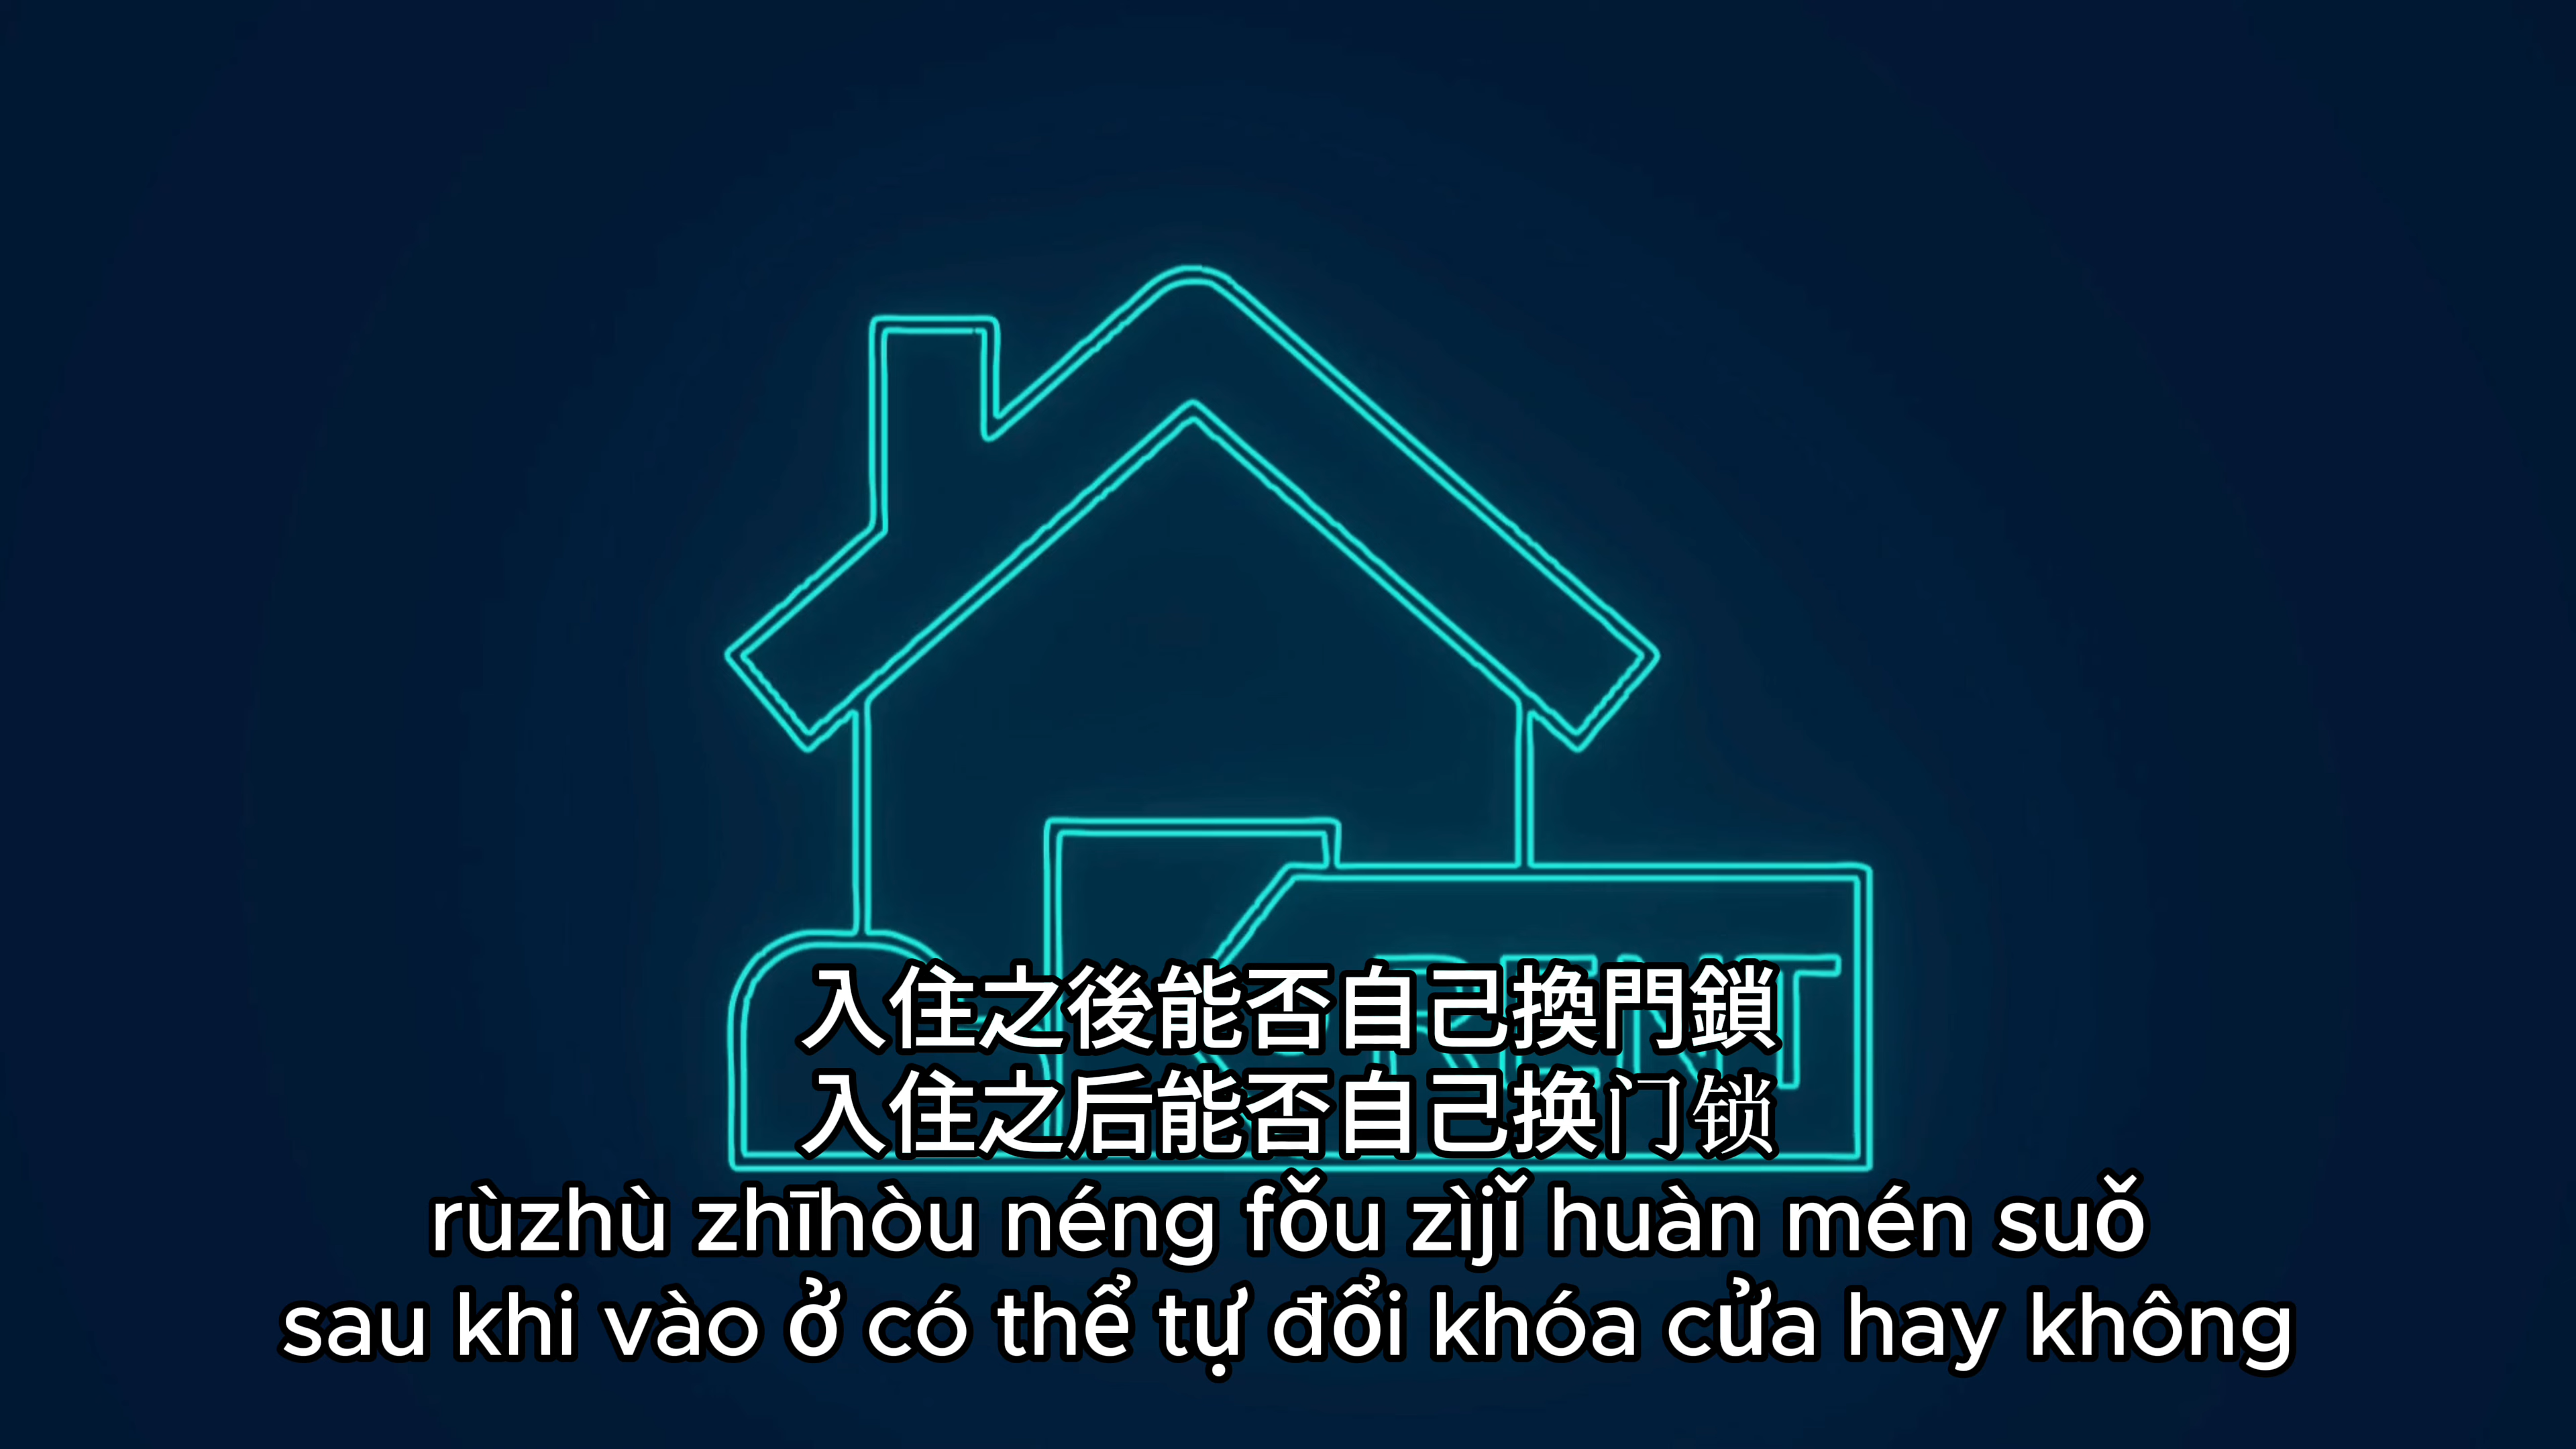 RENT
入住之後能否自己換門鎖
入住之后能否自己换门锁
rùzhù zhīhòu néng fǒu zìjǐ huàn mén suǒ
sau khi vào ở có thể tự đổi khóa cửa hay không